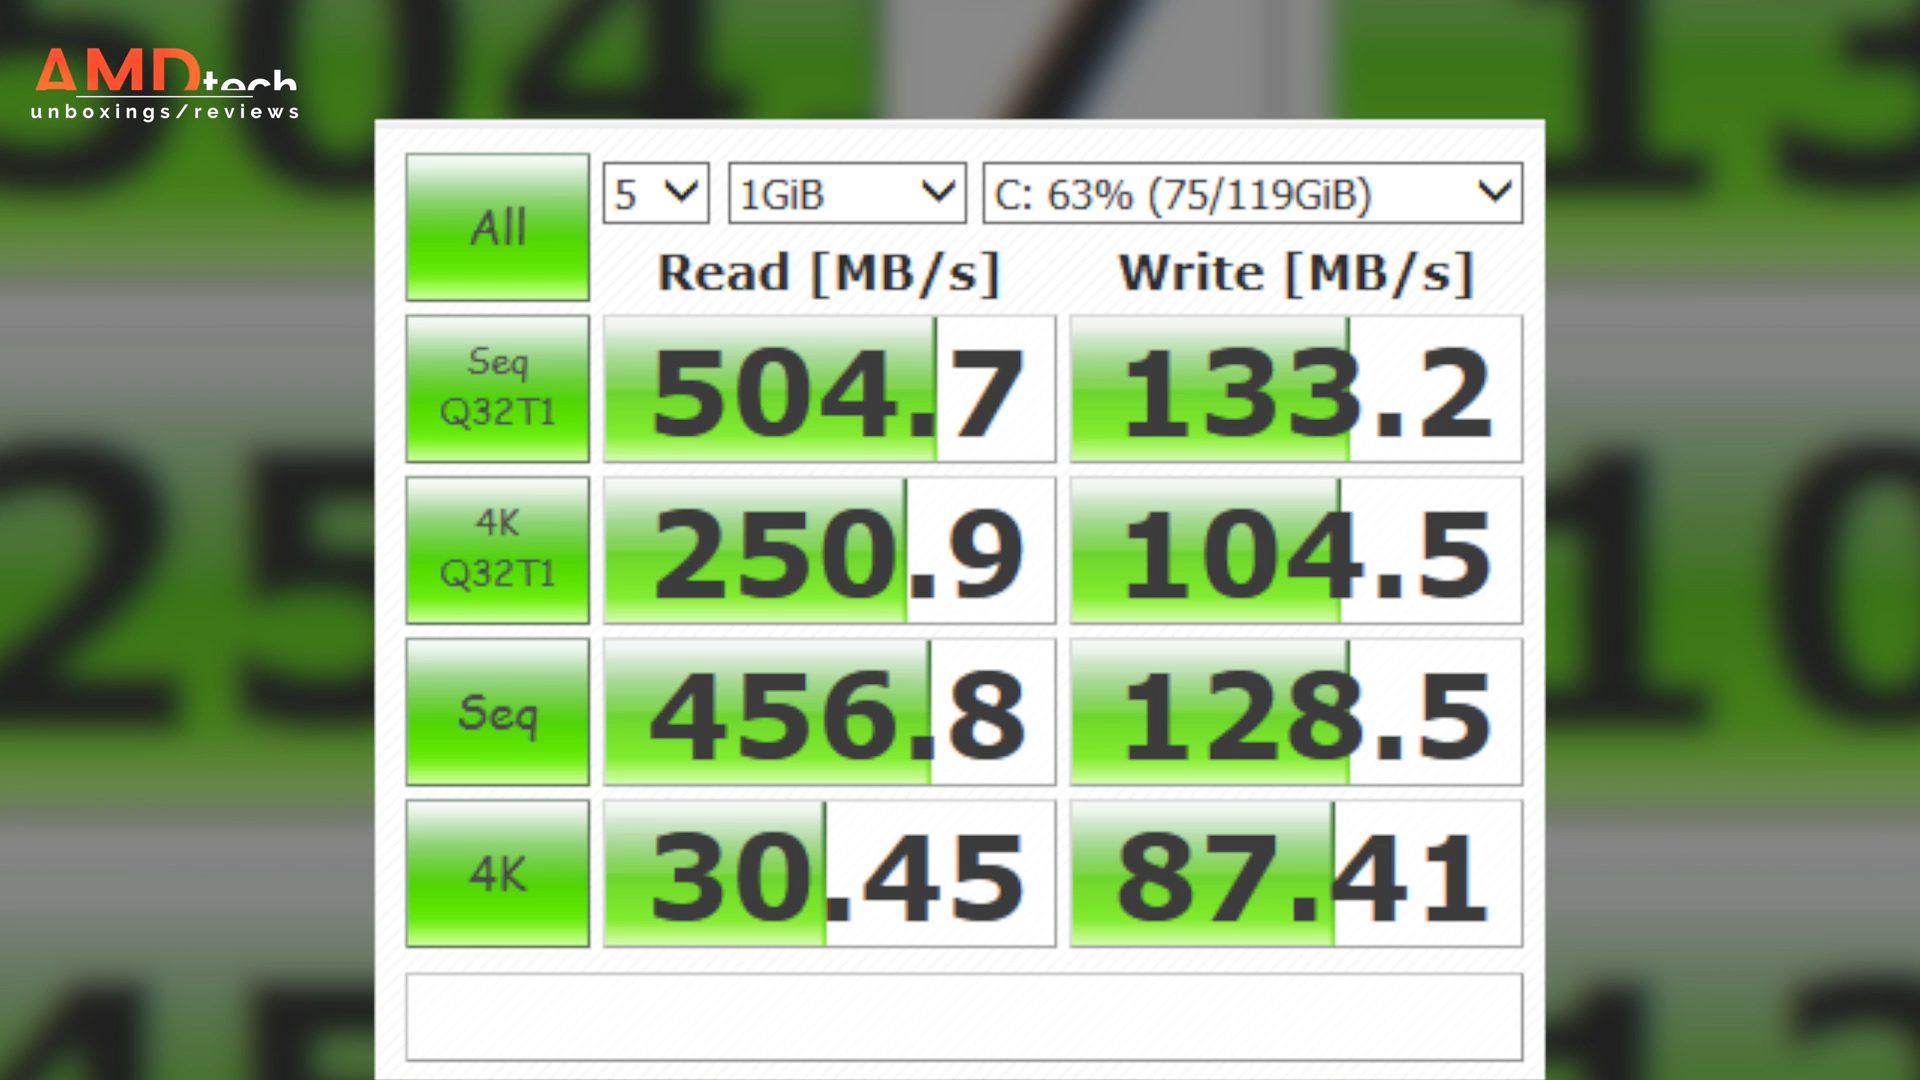 AMDtech
unboxings/reviews
All
5
1GiB
C: 63% (75/119GiB)
Read [MB/s]
Write [MB/s]
Seq
Q32T1
504.7
133.2
4K
Q32T1
250.9
104.5
Seq
456.8
128.5
4K
30.45
87.41